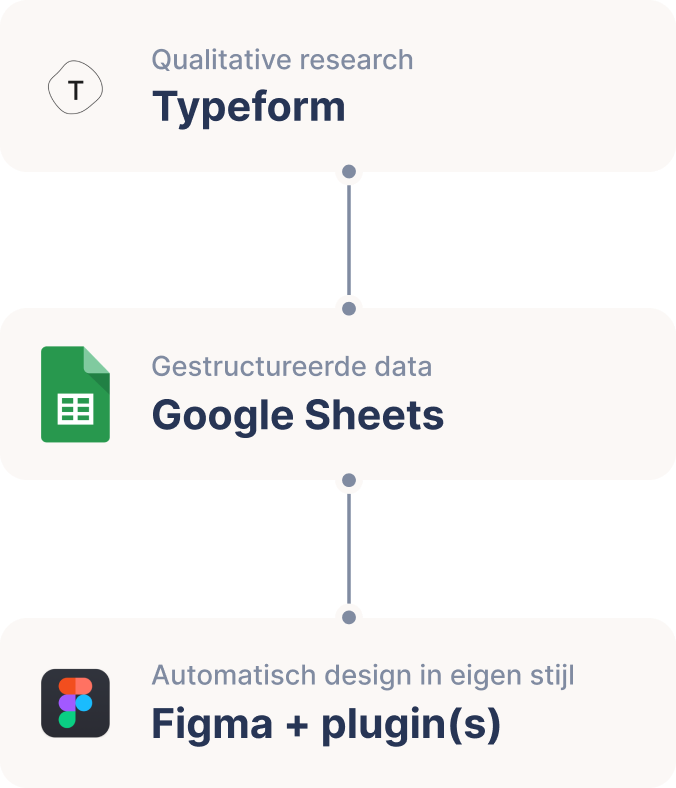 T
Qualitative research
Typeform
Gestructureerde data
Google Sheets
Automatisch design in eigen stijl
Figma + plugin(s)